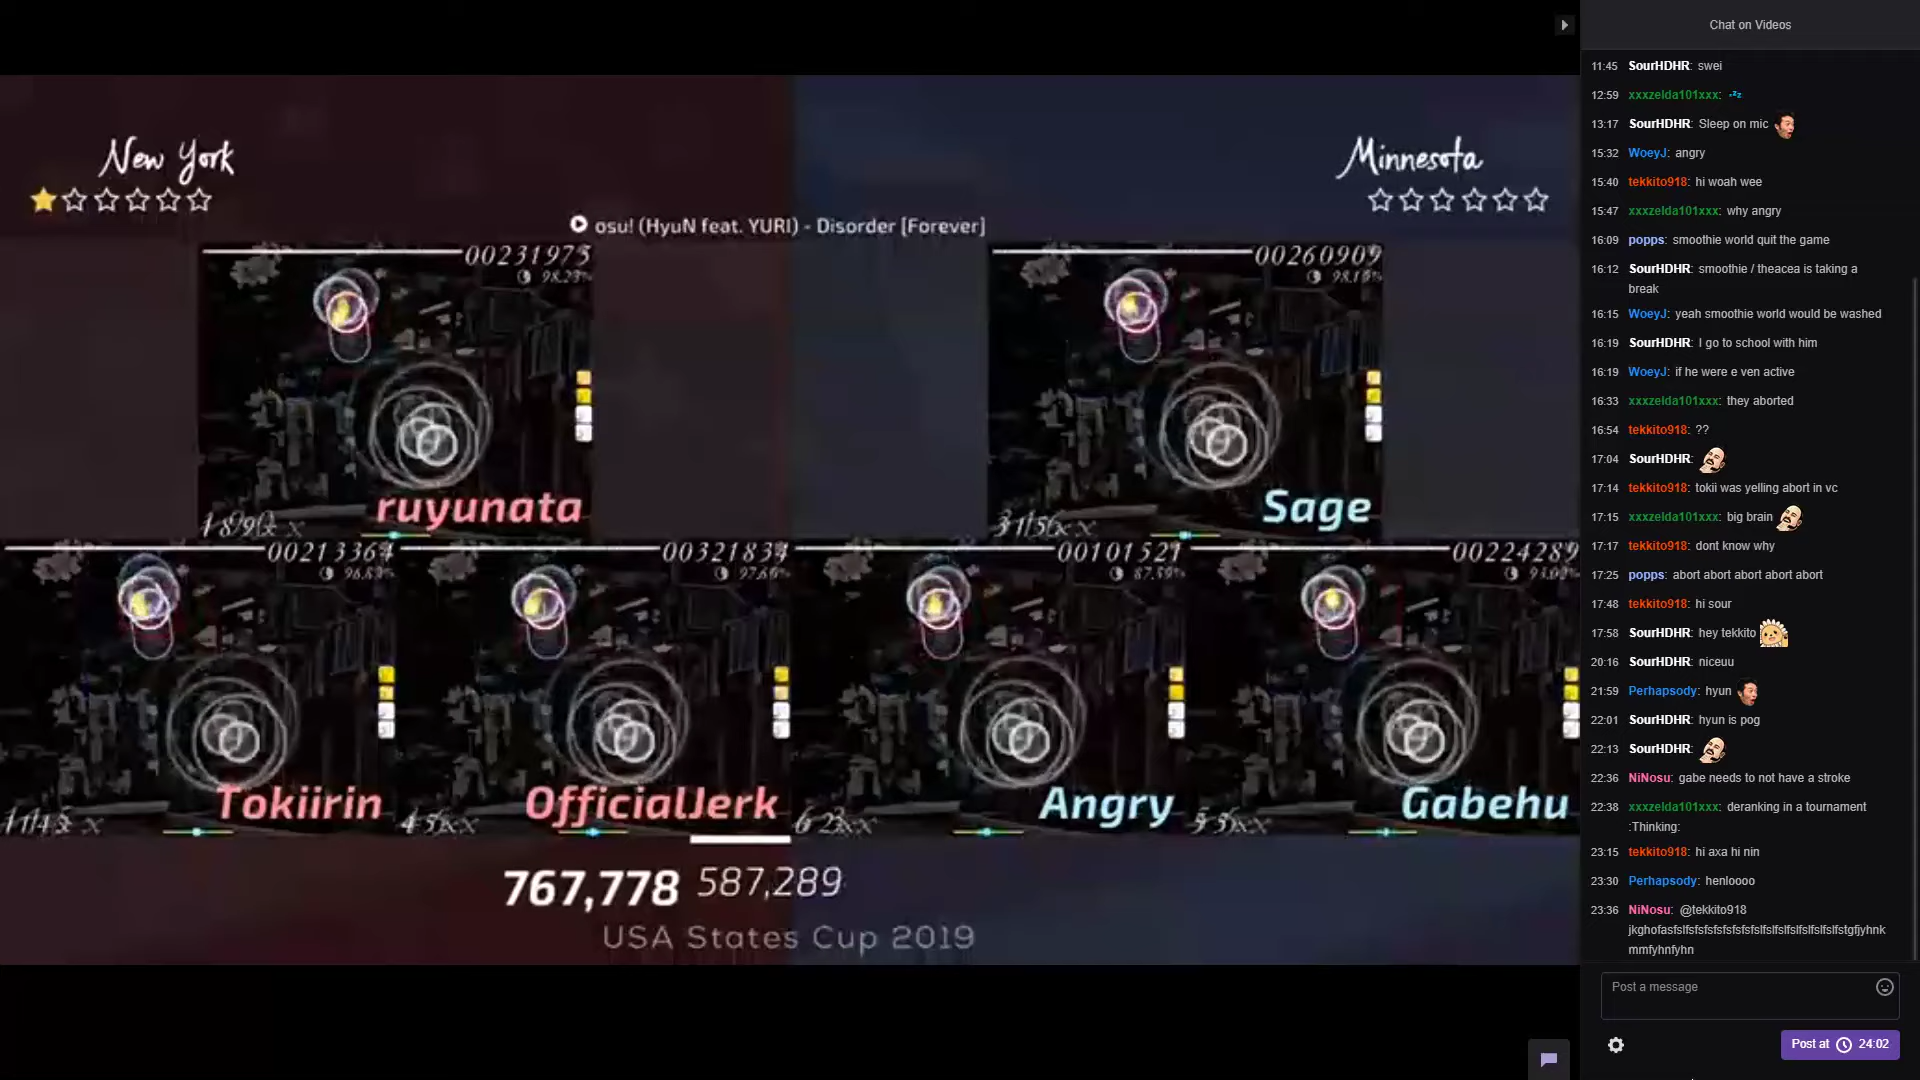 Chat on Videos
New York
Minnesota
osu! (HyuN feat. YURI) - Disorder [Forever]
00231975
98.23%
ruyunata
00260909
Sage
00213364
Tokiirin
00321834
OfficialJerk
00101521
87.59%
Angry
00224289
Gabehu
767,778
587,289
USA States Cup 2019
11:45 SourHDHR: swei
12:59 xxxzelda101xxx:
13:17 SourHDHR: Sleep on mic
15:32 WoeyJ: angry
15:40 tekkito918: hi woah wee
15:47 xxxzelda101xxx: why angry
16:09 popps: smoothie world quit the game
16:12 SourHDHR: smoothie / theacea is taking a
break
16:15 WoeyJ: yeah smoothie world would be washed
16:19 SourHDHR: I go to school with him
16:19 WoeyJ: if he were e ven active
16:33 xxxzelda101xxx: they aborted
16:54 tekkito918: ??
17:04 SourHDHR:
17:14 tekkito918: tokii was yelling abort in vc
17:15 xxxzelda101xxx: big brain
17:17 tekkito918: dont know why
17:25 popps: abort abort abort abort abort
17:48 tekkito918: hi sour
17:58 SourHDHR: hey tekkito
20:16 SourHDHR: niceuu
21:59 Perhapsody: hyun
22:01 SourHDHR: hyun is pog
22:13 SourHDHR:
22:36 NiNosu: gabe needs to not have a stroke
22:38 xxxzelda101xxx: deranking in a tournament
:Thinking:
23:15 tekkito918: hi axa hi nin
23:30 Perhapsody: henloooo
23:36 NiNosu: @tekkito918
jkghofasfslfsfsfsfsfsfsfsfslfslfslfslfslfslfslfstgfjyhnk
mmfyhnfyhn
Post a message
Post at 24:02